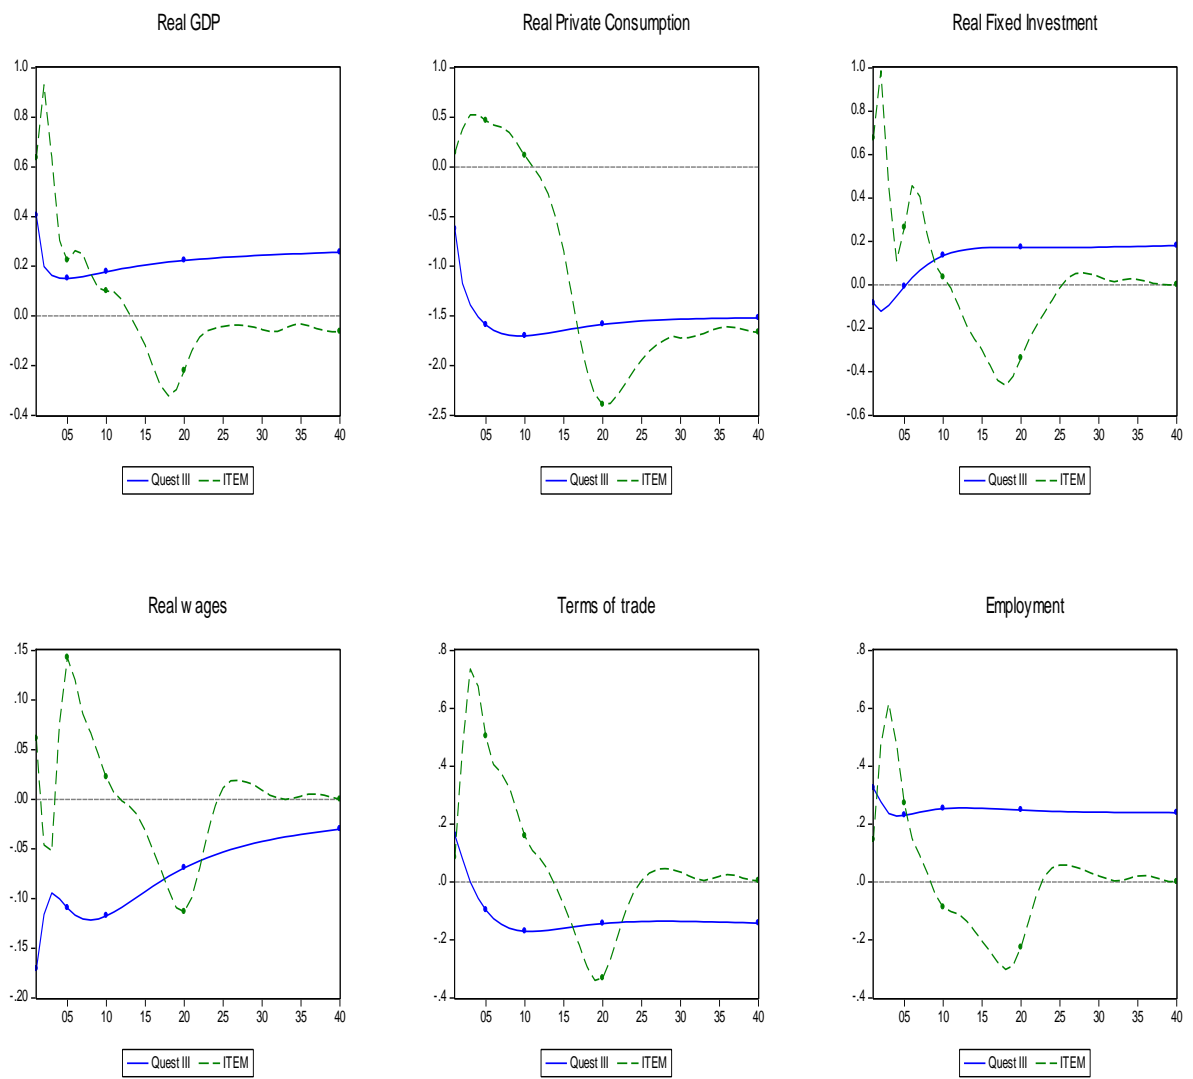 Real GDP
1.0
0.8
0.6
0.4
0.2
0.0
-0.2
-0.4
05 10 15 20 25 30 35 40
Quest III ITEM
Real Private Consumption
1.0
0.5
0.0
-0.5
-1.0
-1.5
-2.0
-2.5
05 10 15 20 25 30 35 40
Quest III ITEM
Real Fixed Investment
1.0
0.8
0.6
0.4
0.2
0.0
-0.2
-0.4
-0.6
05 10 15 20 25 30 35 40
Quest III ITEM
Real wages
.15
.10
.05
.00
-.05
-.10
-.15
-.20
05 10 15 20 25 30 35 40
Quest III ITEM
Terms of trade
.8
.6
.4
.2
.0
-.2
-.4
05 10 15 20 25 30 35 40
Quest III ITEM
Employment
.8
.6
.4
.2
.0
-.2
-.4
05 10 15 20 25 30 35 40
Quest III ITEM